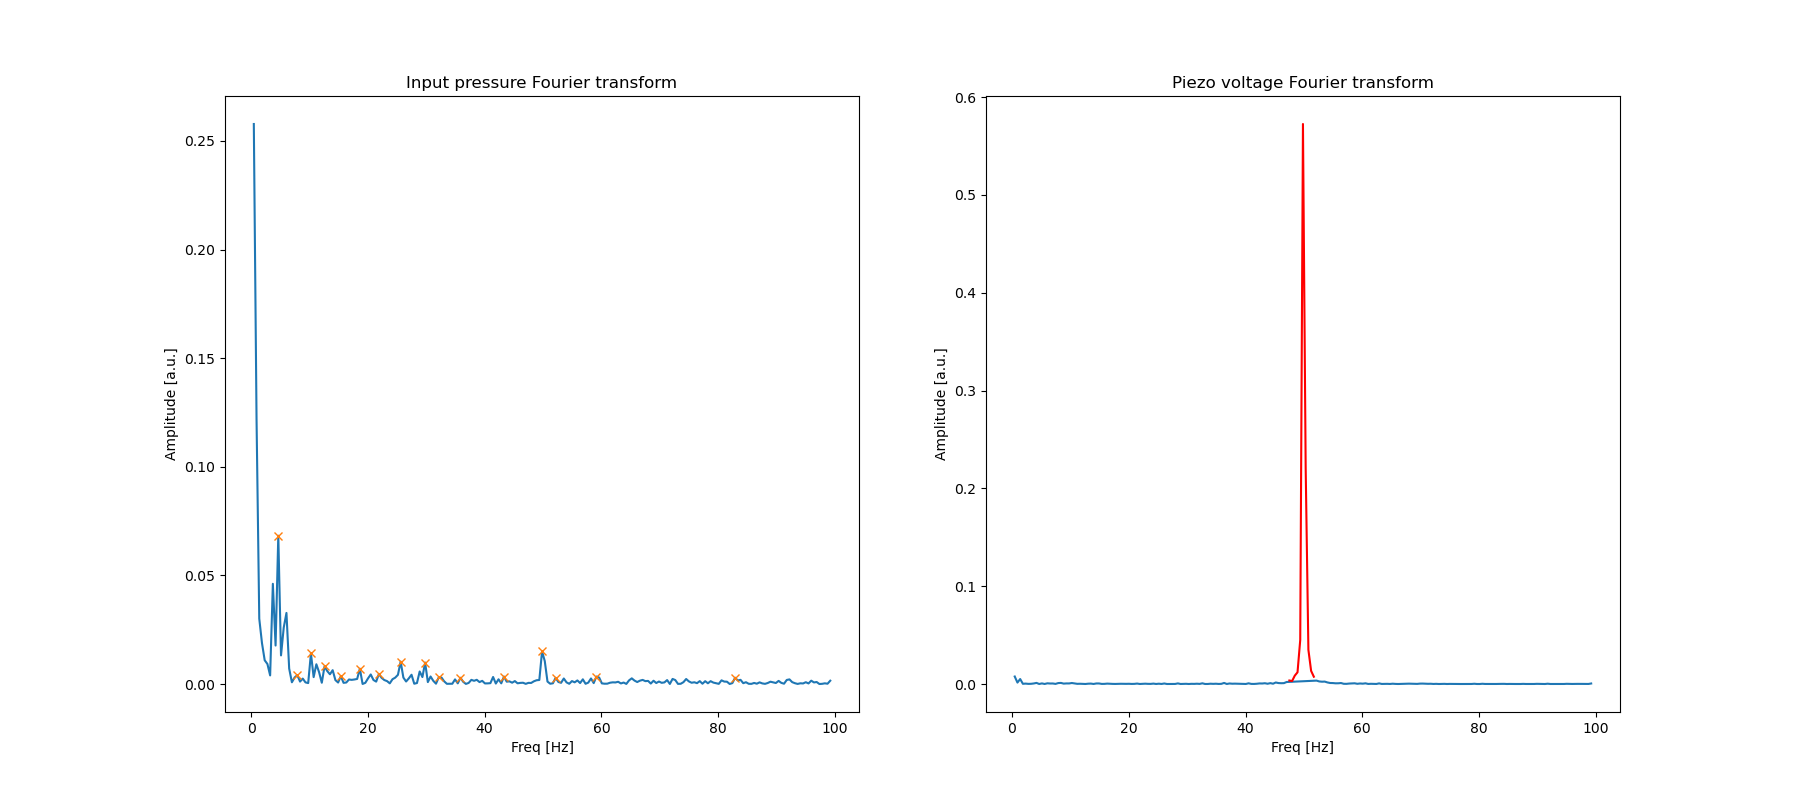 Input pressure Fourier transform
Amplitude [a.u.]
0.25
0.20
0.15
0.10
0.05
0.00
0 20 40 60 80 100
Freq [Hz]
Piezo voltage Fourier transform
Amplitude [a.u.]
0.6
0.5
0.4
0.3
0.2
0.1
0.0
0 20 40 60 80 100
Freq [Hz]